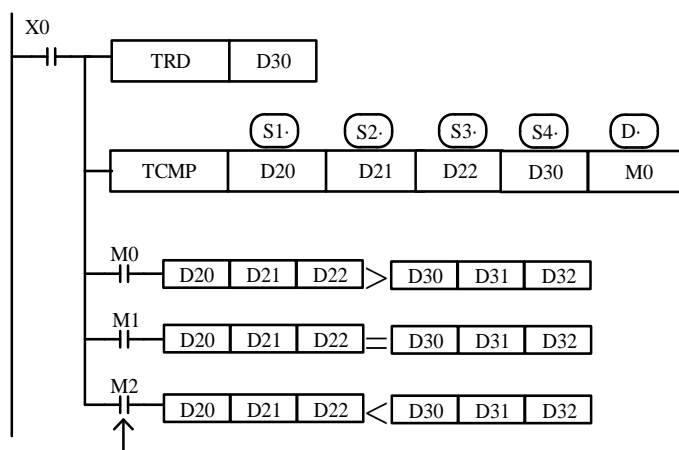 X0
TRD D30
S1· S2· S3· S4· D·
TCMP D20 D21 D22 D30 M0
M0
D20 D21 D22 > D30 D31 D32
M1
D20 D21 D22 = D30 D31 D32
M2
D20 D21 D22 < D30 D31 D32